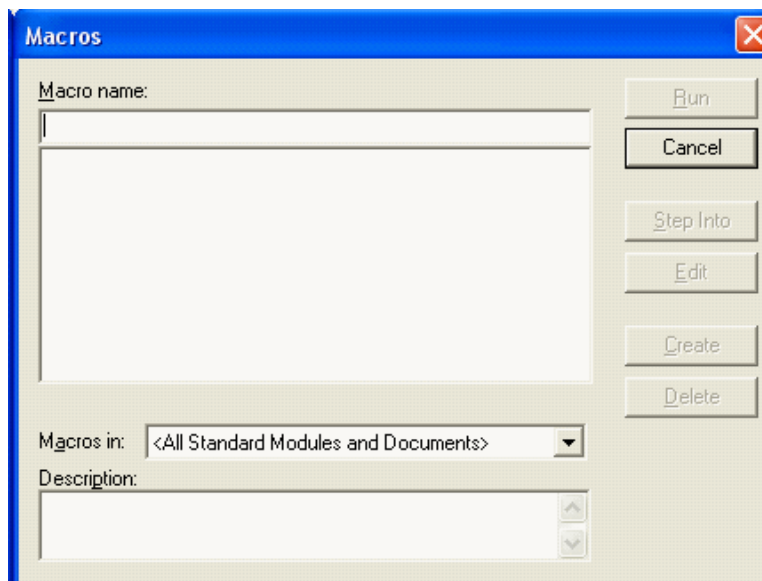 Macros
Macro name:
Run
Cancel
Step Into
Edit
Create
Delete
Macros in: <All Standard Modules and Documents>
Description: